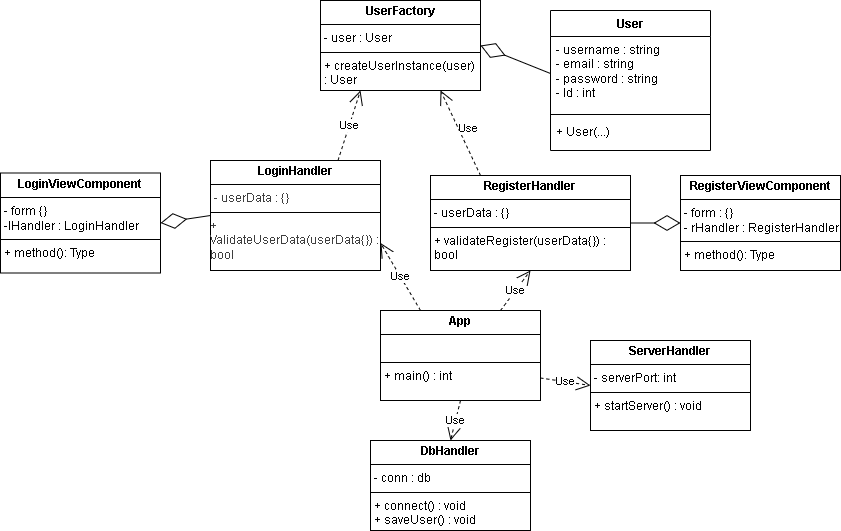 UserFactory
- user : User
+ createUserInstance(user)
: User
User
- username : string
- email : string
- password : string
- Id : int
+ User(...)
Use
Use
LoginViewComponent
- form {}
-lHandler : LoginHandler
+ method(): Type
LoginHandler
- userData : {}
+
ValidateUserData(userData{}) :
bool
RegisterHandler
- userData : {}
+ validateRegister(userData{}) :
bool
RegisterViewComponent
- form : {}
- rHandler : RegisterHandler
+ method(): Type
Use
Use
App
+ main() : int
Use
ServerHandler
- serverPort: int
+ startServer() : void
Use
DbHandler
- conn : db
+ connect() : void
+ saveUser() : void